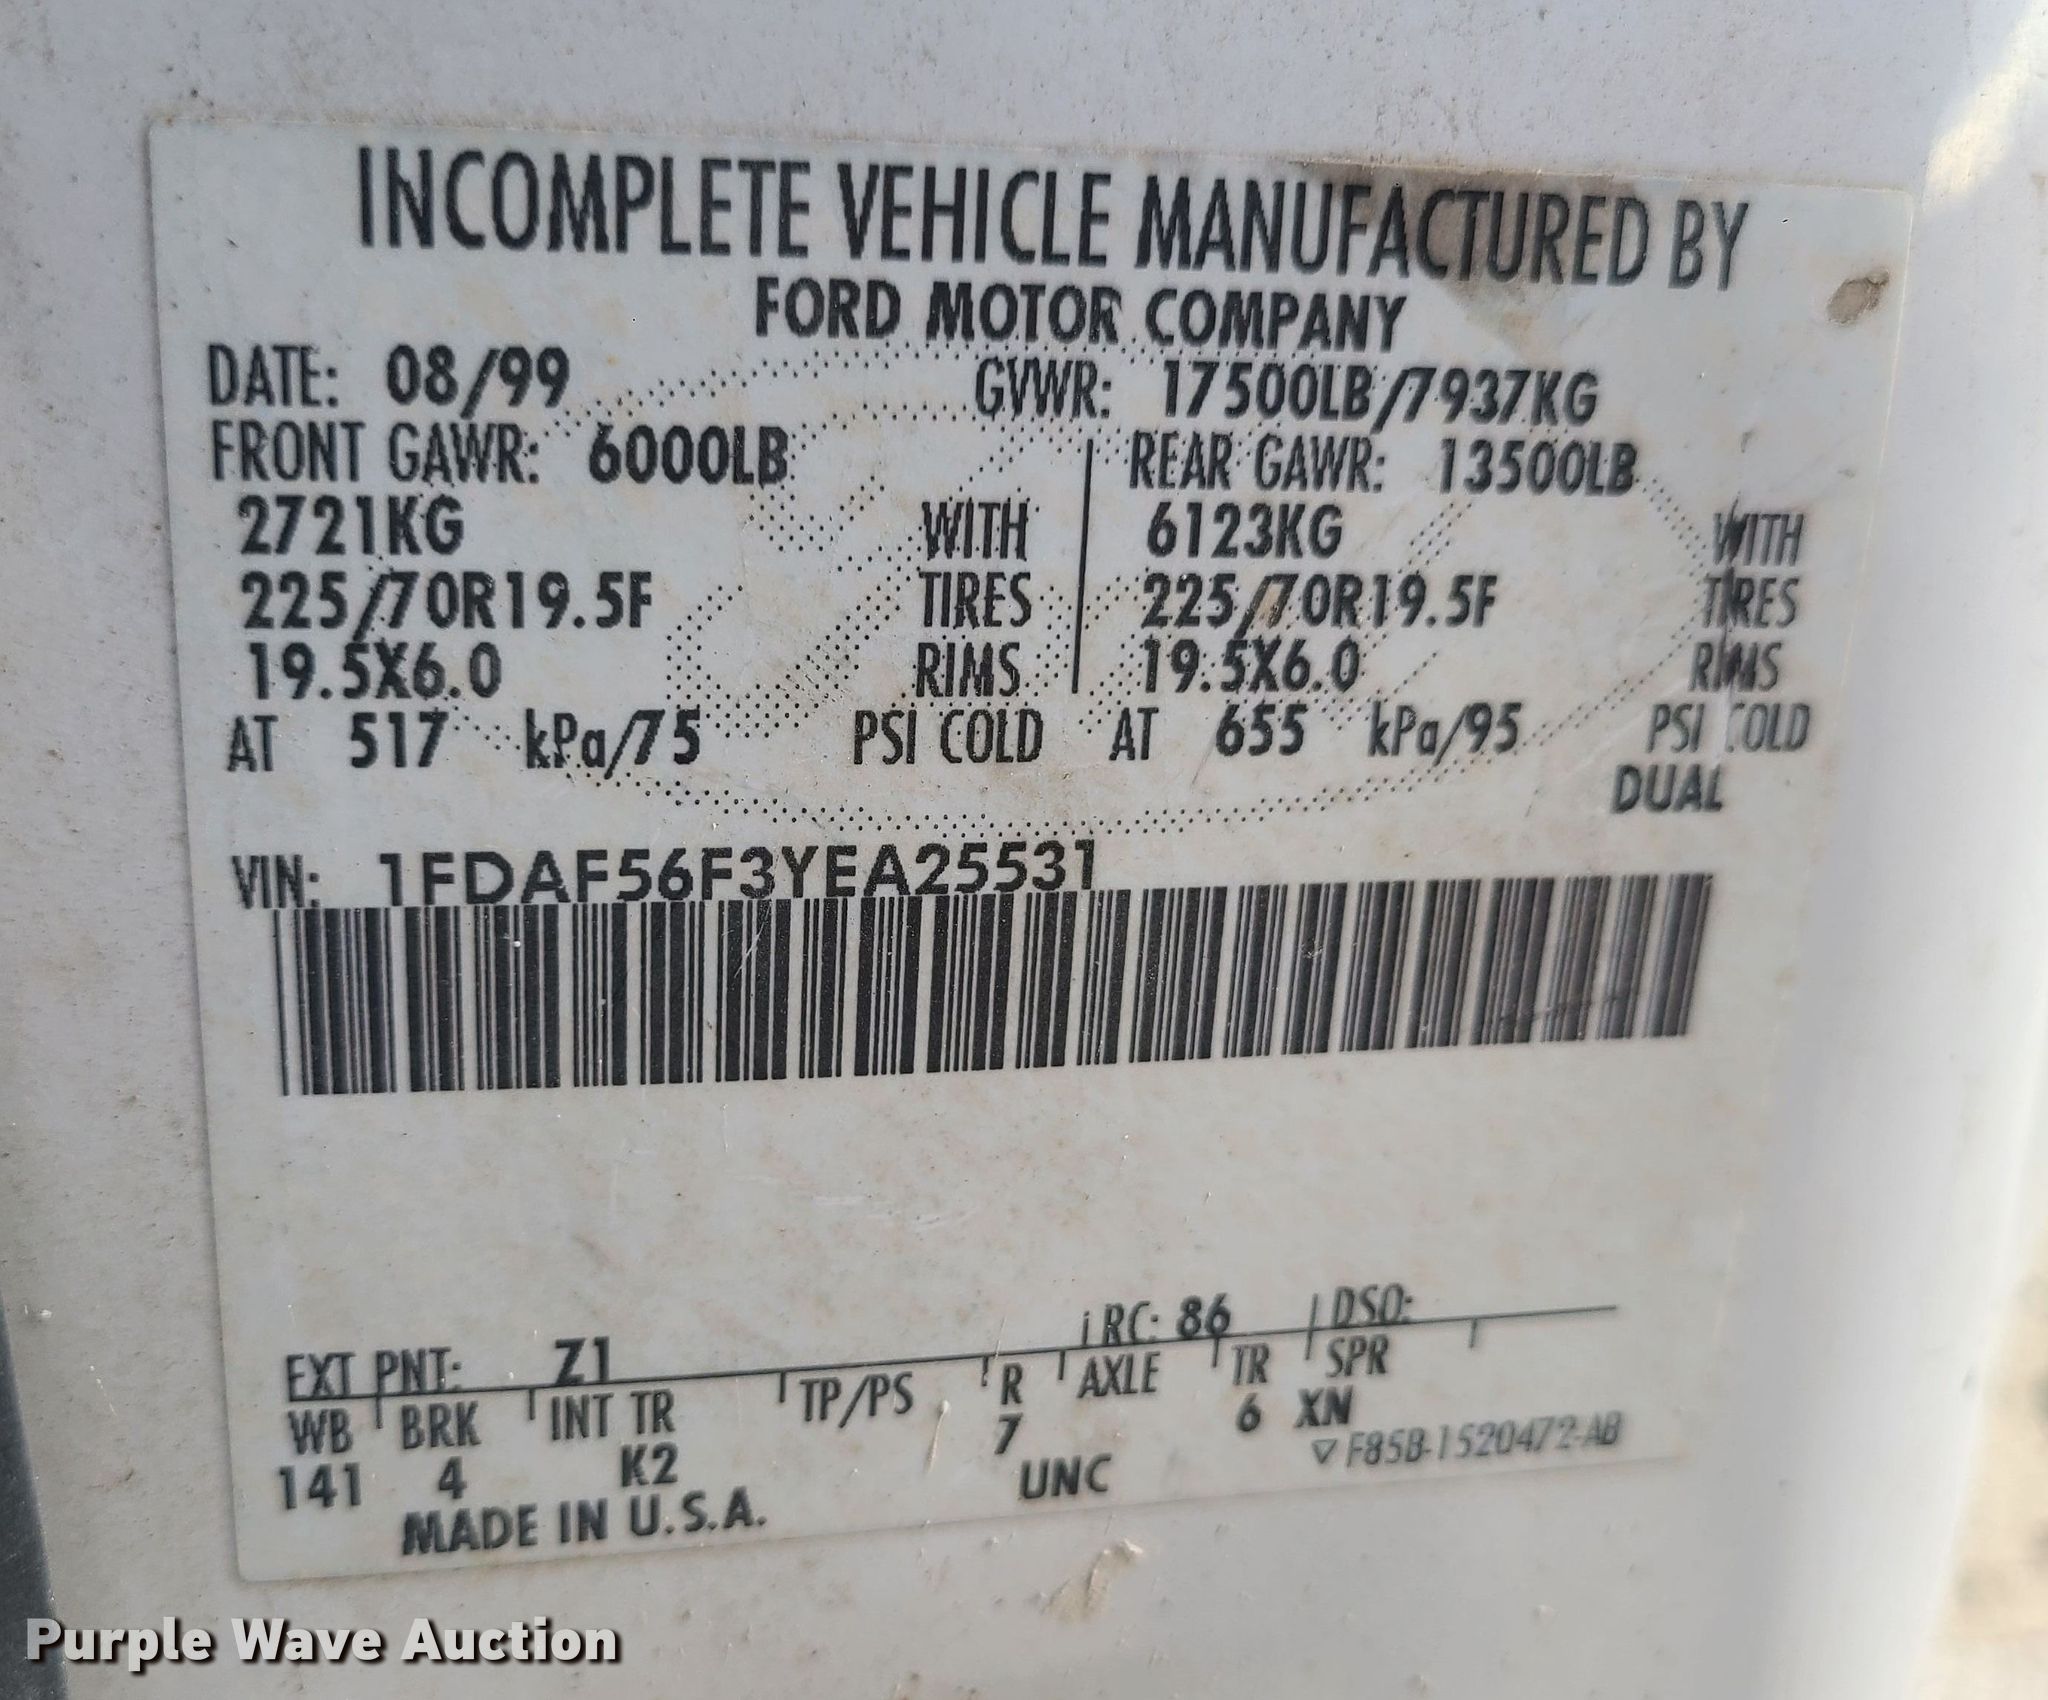 INCOMPLETE VEHICLE MANUFACTURED BY
FORD MOTOR COMPANY
DATE: 08/99 GVWR: 17500LB/7937KG
FRONT GAWR: 6000LB REAR GAWR: 13500LB
2721KG WITH 6123KG WITH
225/70R19.5F TIRES 225/70R19.5F TIRES
19.5X6.0 RIMS 19.5X6.0 RIMS
AT 517 kPa/75 PSI COLD AT 655 kPa/95 PSI COLD
DUAL
VIN: 1FDAF56F3YEA25531
EXT PNT: Z1 RC: 86 DSO:
WB BRK INT TR TP/PS R AXLE TR SPR
141 4 K2 7 6 XN
▽F85B-1520472-AB
UNC
MADE IN U.S.A.
Purple Wave Auction